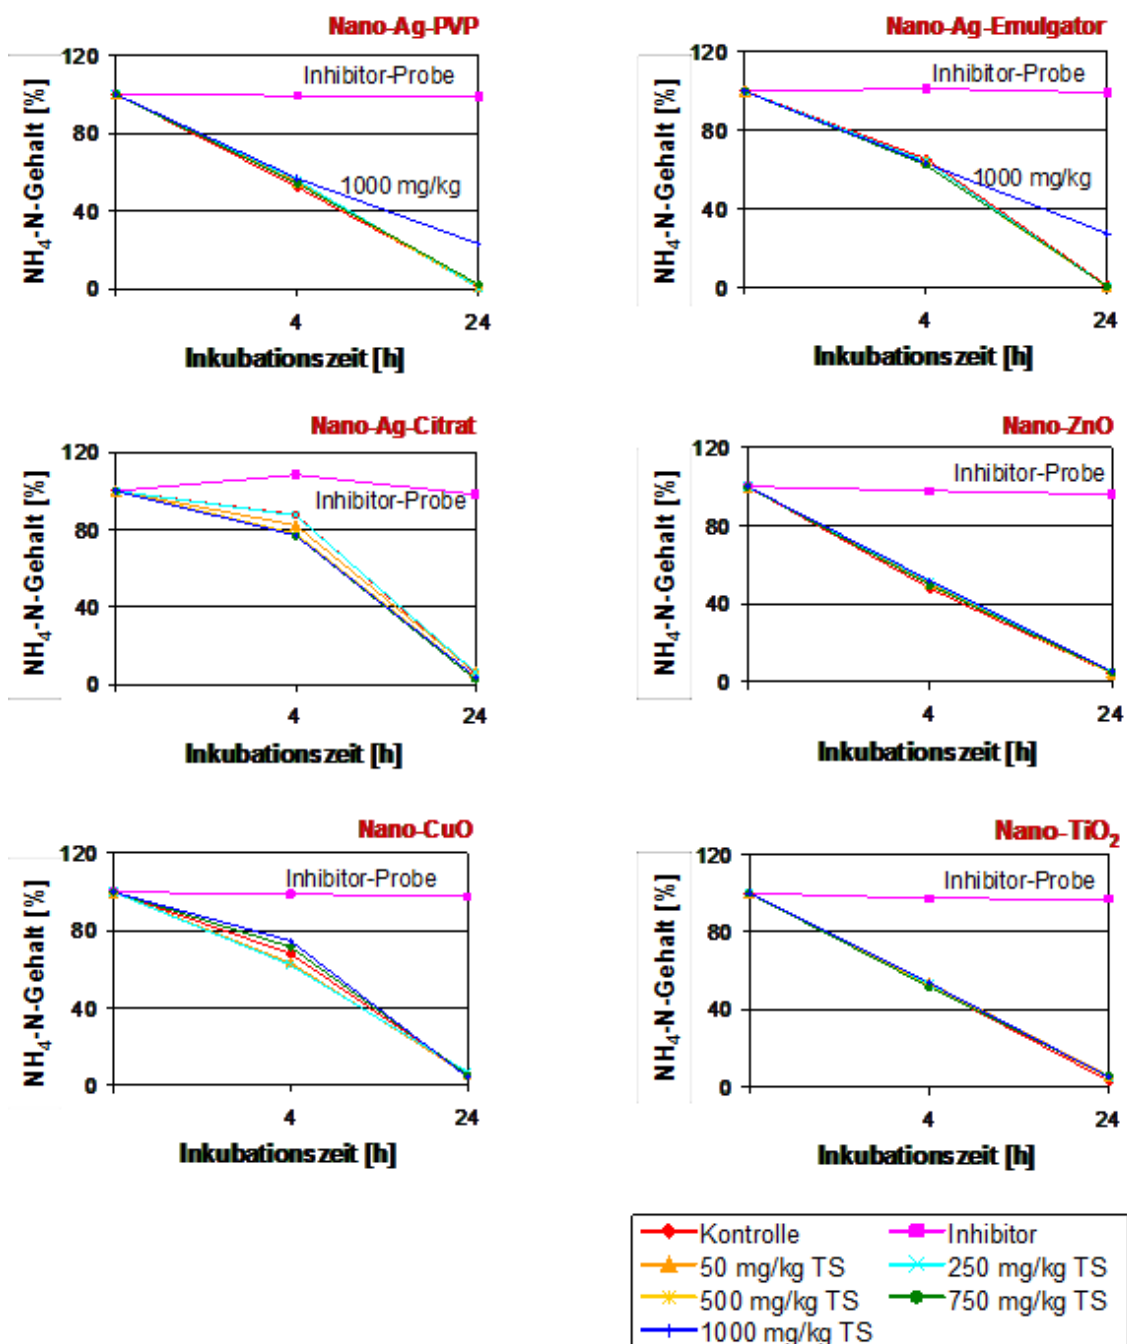 Nano-Ag-PVP
120
80
40
0
NH4-N-Gehalt [%]
Inhibitor-Probe
1000 mg/kg
4
24
Inkubationszeit [h]
Nano-Ag-Emulgator
120
80
40
0
NH4-N-Gehalt [%]
Inhibitor-Probe
1000 mg/kg
4
24
Inkubationszeit [h]
Nano-Ag-Citrat
120
80
40
0
NH4-N-Gehalt [%]
Inhibitor-Probe
4
24
Inkubationszeit [h]
Nano-ZnO
120
80
40
0
NH4-N-Gehalt [%]
Inhibitor-Probe
4
24
Inkubationszeit [h]
Nano-CuO
120
80
40
0
NH4-N-Gehalt [%]
Inhibitor-Probe
4
24
Inkubationszeit [h]
Nano-TiO2
120
80
40
0
NH4-N-Gehalt [%]
Inhibitor-Probe
4
24
Inkubationszeit [h]
Kontrolle
Inhibitor
50 mg/kg TS
250 mg/kg TS
500 mg/kg TS
750 mg/kg TS
1000 mg/kg TS